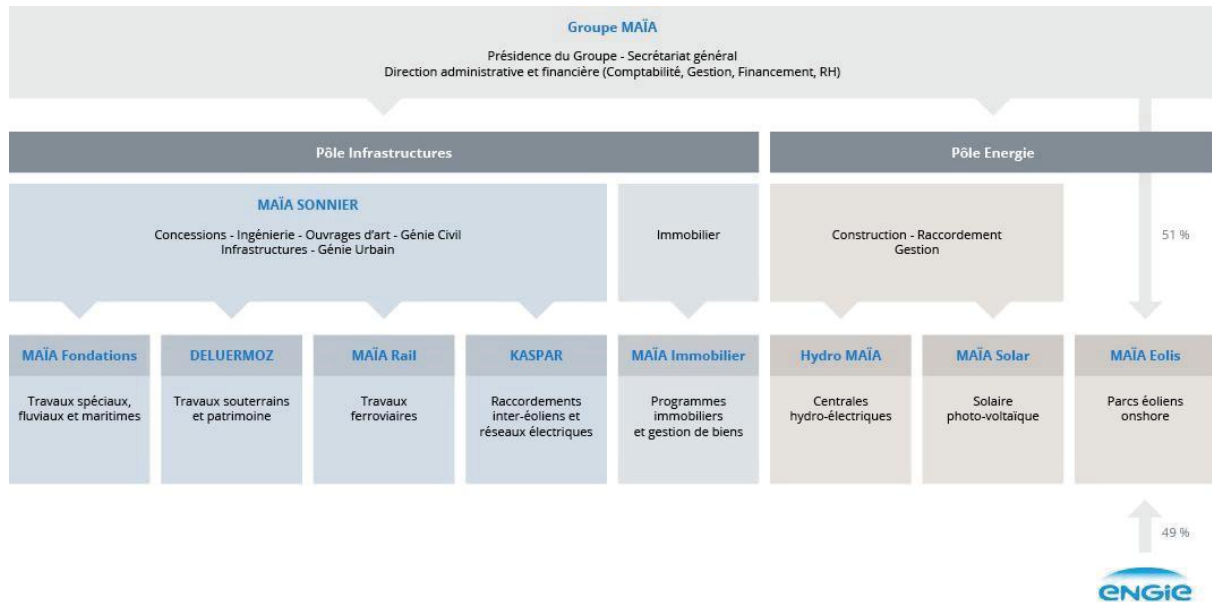 Groupe MAÏA
Présidence du Groupe - Secrétariat général
Direction administrative et financière (Comptabilité, Gestion, Financement, RH)
Pôle Infrastructures
Pôle Energie
MAÏA SONNIER
Concessions - Ingénierie - Ouvrages d'art - Génie Civil
Infrastructures - Génie Urbain
Immobilier
Construction - Raccordement
Gestion
51 %
MAÏA Fondations
Travaux spéciaux,
fluviaux et maritimes
DELUERMOZ
Travaux souterrains
et patrimoine
MAÏA Rail
Travaux
ferroviaires
KASPAR
Raccordements
inter-éoliens et
réseaux électriques
MAÏA Immobilier
Programmes
immobiliers
et gestion de biens
Hydro MAÏA
Centrales
hydro-électriques
MAÏA Solar
Solaire
photo-voltaïque
MAÏA Eolis
Parcs éoliens
onshore
49 %
ENGIE